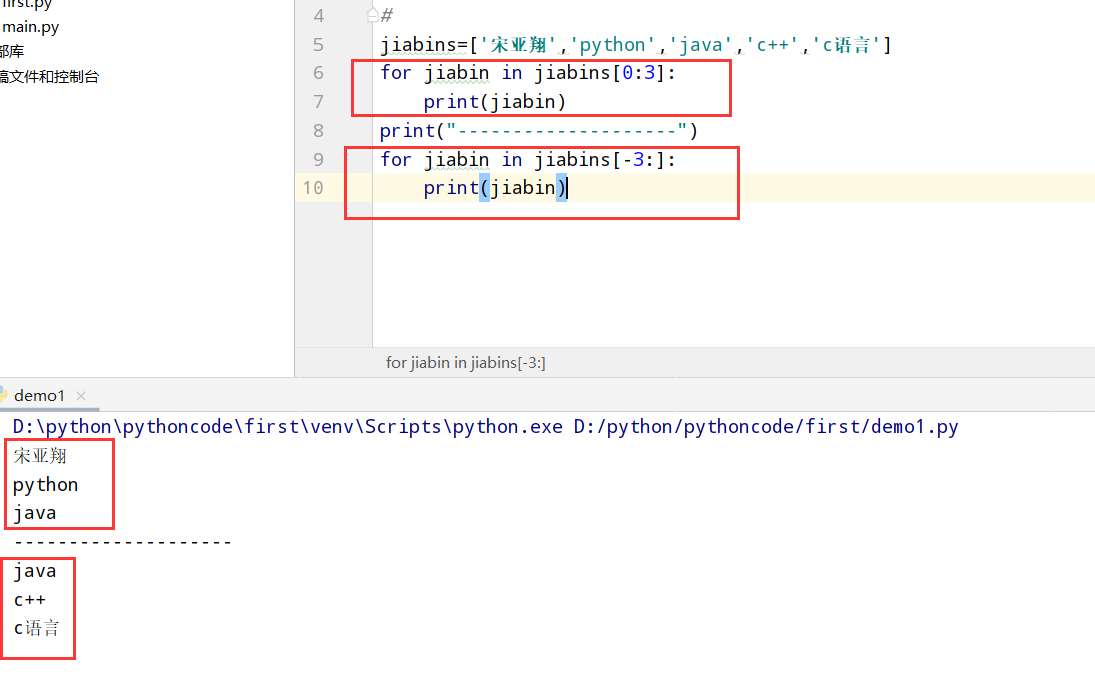 first.py
main.py
部库
稿文件和控制台
4 #
5 jiabins=['宋亚翔','python','java','c++','c语言']
6 for jiabin in jiabins[0:3]:
7 print(jiabin)
8 print("--------------------")
9 for jiabin in jiabins[-3:]:
10 print(jiabin)
for jiabin in jiabins[-3:]
demo1
D:\python\pythoncode\first\venv\Scripts\python.exe D:/python/pythoncode/first/demo1.py
宋亚翔
python
java
--------------------
java
c++
c语言